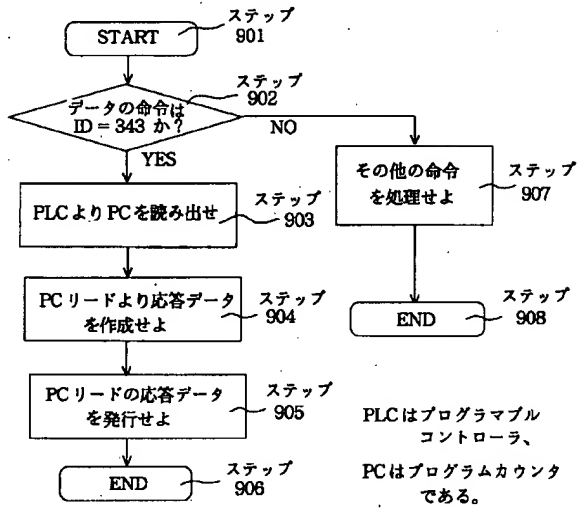 START
ステップ
901
データの命令は
ID = 343 か?
ステップ
902
YES
NO
PLCよりPCを読み出せ
ステップ
903
その他の命令
を処理せよ
ステップ
907
PCリードより応答データ
を作成せよ
ステップ
904
END
ステップ
908
PCリードの応答データ
を発行せよ
ステップ
905
END
ステップ
906
PLCはプログラマブル
コントローラ、
PCはプログラムカウンタ
である。